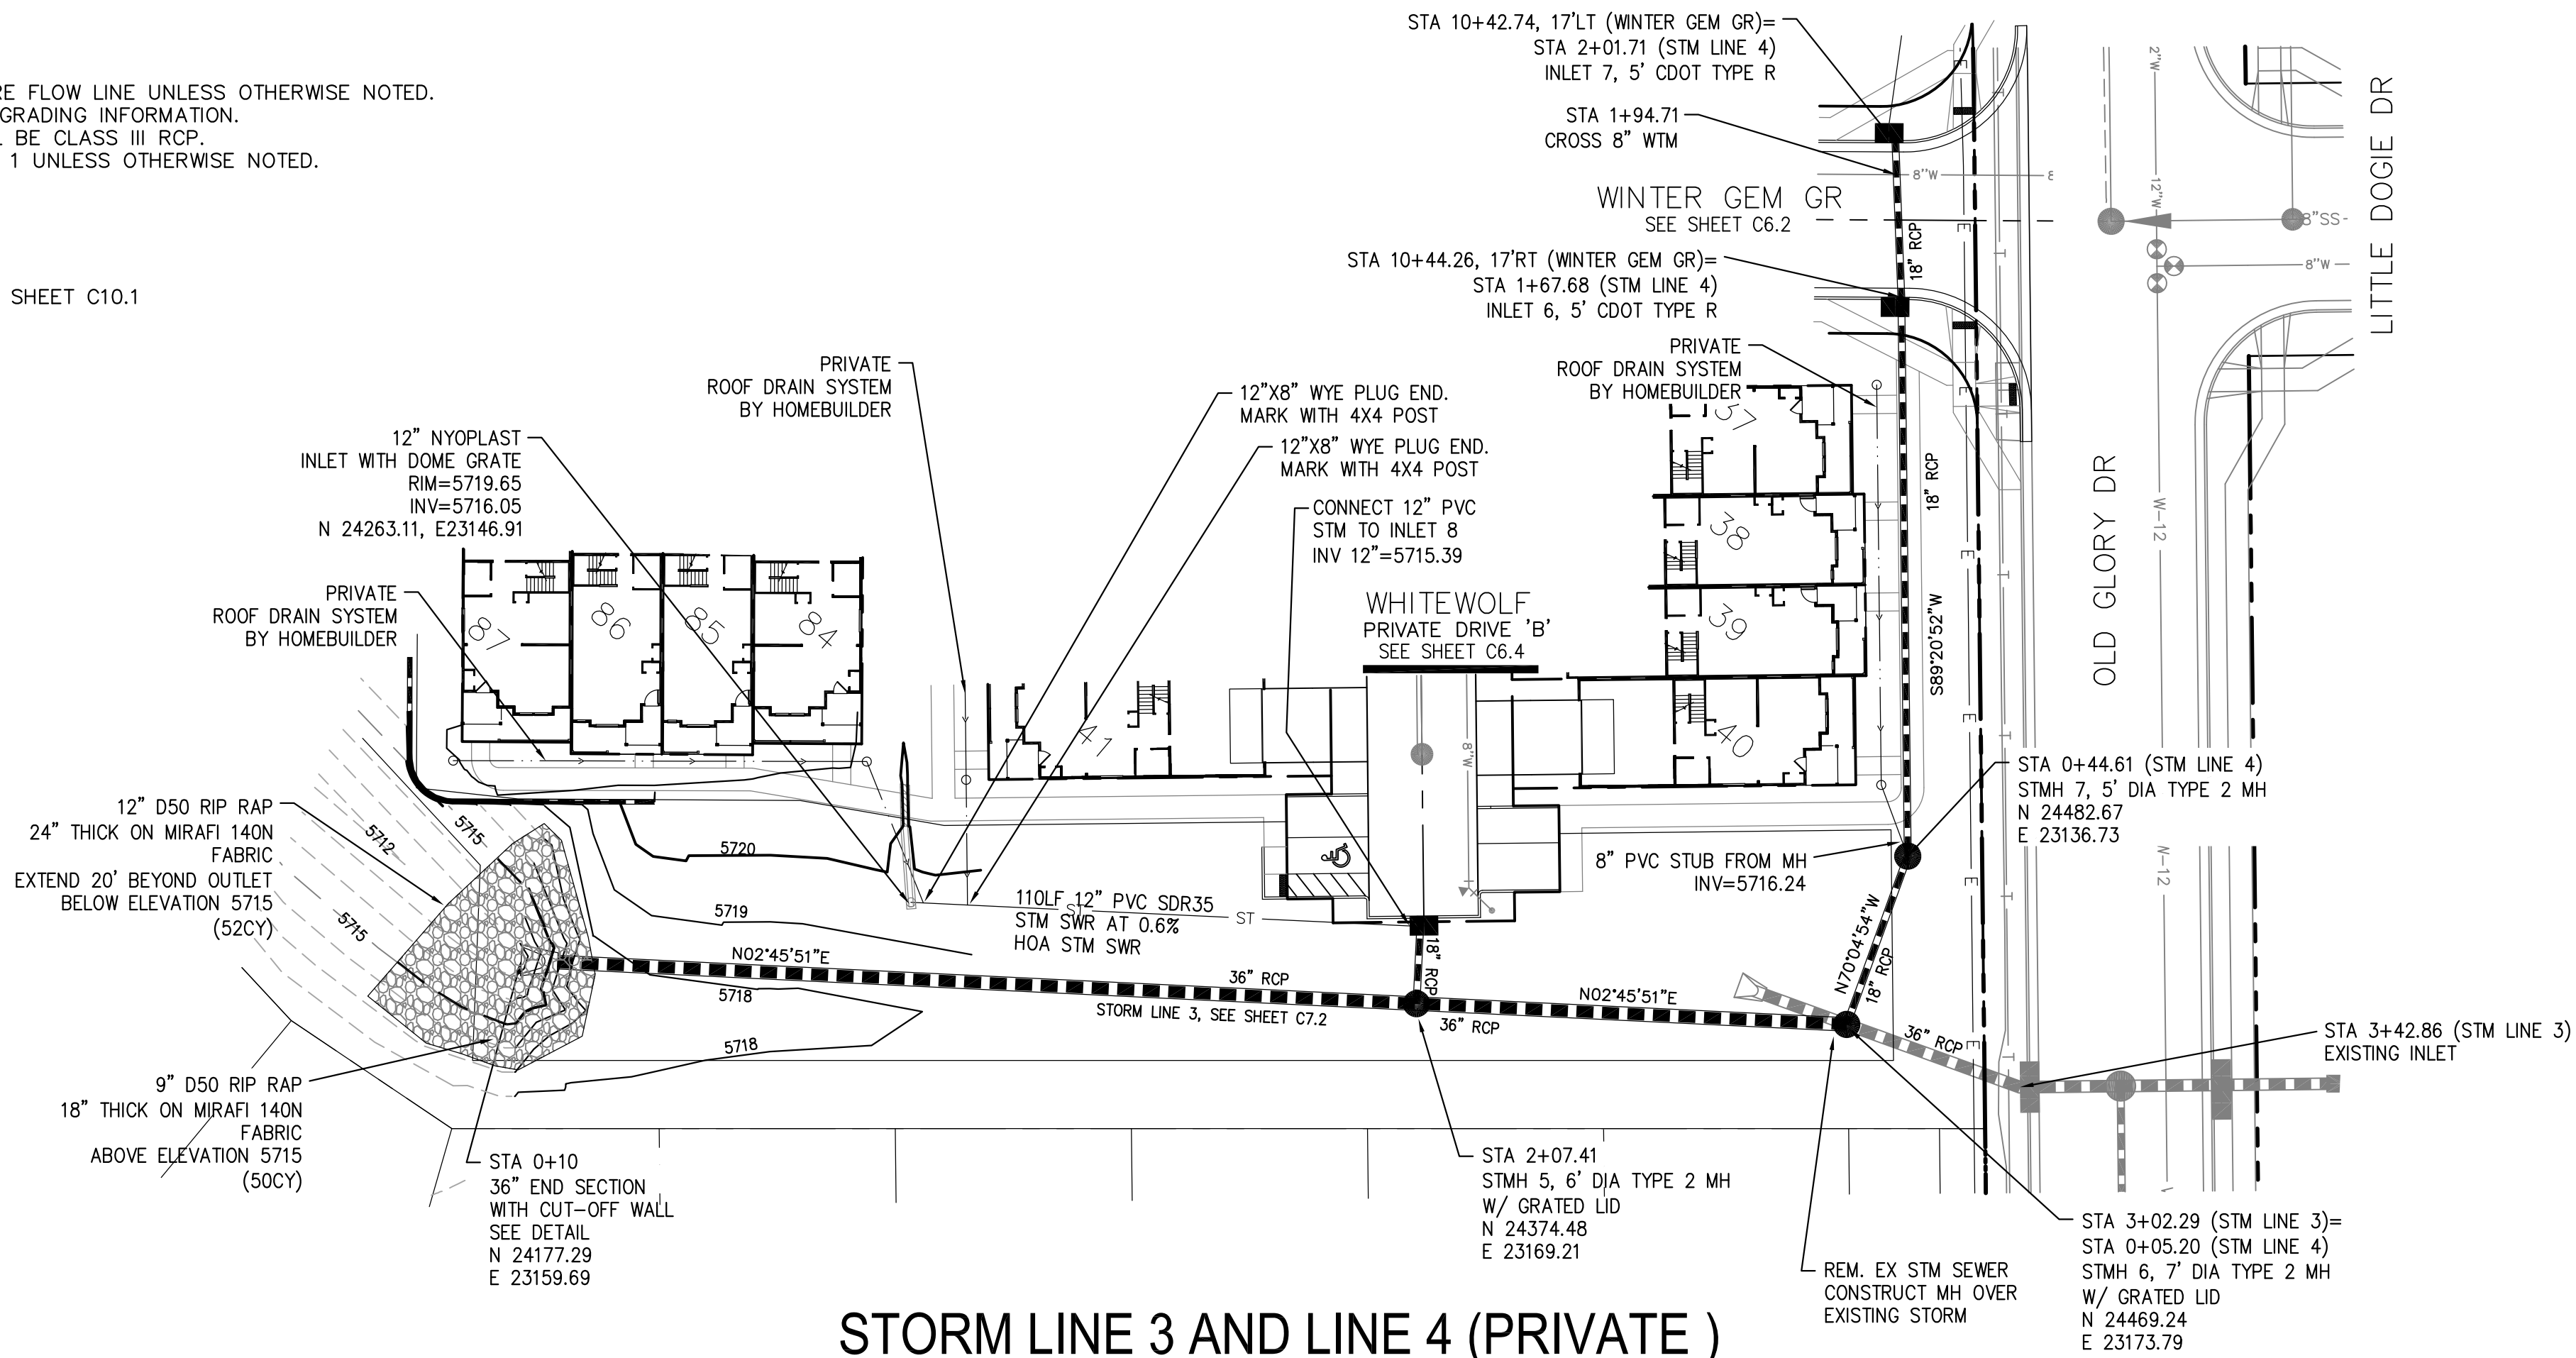 RE FLOW LINE UNLESS OTHERWISE NOTED.
GRADING INFORMATION.
BE CLASS III RCP.
1 UNLESS OTHERWISE NOTED.
SHEET C10.1
STA 10+42.74, 17'LT (WINTER GEM GR)=
STA 2+01.71 (STM LINE 4)
INLET 7, 5' CDOT TYPE R
STA 1+94.71
CROSS 8" WTM
WINTER GEM GR
SEE SHEET C6.2
STA 10+44.26, 17'RT (WINTER GEM GR)=
STA 1+67.68 (STM LINE 4)
INLET 6, 5' CDOT TYPE R
8"W
18" RCP
2"W
12"W
8"SS
8"W
LITTLE DOGIE DR
PRIVATE
ROOF DRAIN SYSTEM
BY HOMEBUILDER
PRIVATE
ROOF DRAIN SYSTEM
BY HOMEBUILDER
12"X8" WYE PLUG END.
MARK WITH 4X4 POST
12"X8" WYE PLUG END.
MARK WITH 4X4 POST
12" NYOPLAST
INLET WITH DOME GRATE
RIM=5719.65
INV=5716.05
N 24263.11, E23146.91
CONNECT 12" PVC
STM TO INLET 8
INV 12"=5715.39
PRIVATE
ROOF DRAIN SYSTEM
BY HOMEBUILDER
WHITEWOLF
PRIVATE DRIVE 'B'
SEE SHEET C6.4
87
86
85
84
41
37
38
39
40
8"W
18" RCP
S89°20'52"W
OLD GLORY DR
W-12
W-12
E
T
STA 0+44.61 (STM LINE 4)
STMH 7, 5' DIA TYPE 2 MH
N 24482.67
E 23136.73
12" D50 RIP RAP
24" THICK ON MIRAFI 140N
FABRIC
EXTEND 20' BEYOND OUTLET
BELOW ELEVATION 5715
(52CY)
5712
5715
5715
5720
5719
5718
5718
8" PVC STUB FROM MH
INV=5716.24
110LF 12" PVC SDR35
STM SWR AT 0.6%
HOA STM SWR
ST
ST
N02°45'51"E
36" RCP
STORM LINE 3, SEE SHEET C7.2
18" RCP
36" RCP
N02°45'51"E
N70°04'54"W
18" RCP
36" RCP
STA 3+42.86 (STM LINE 3)
EXISTING INLET
9" D50 RIP RAP
18" THICK ON MIRAFI 140N
FABRIC
ABOVE ELEVATION 5715
(50CY)
STA 0+10
36" END SECTION
WITH CUT-OFF WALL
SEE DETAIL
N 24177.29
E 23159.69
STA 2+07.41
STMH 5, 6' DIA TYPE 2 MH
W/ GRATED LID
N 24374.48
E 23169.21
REM. EX STM SEWER
CONSTRUCT MH OVER
EXISTING STORM
STA 3+02.29 (STM LINE 3)=
STA 0+05.20 (STM LINE 4)
STMH 6, 7' DIA TYPE 2 MH
W/ GRATED LID
N 24469.24
E 23173.79
STORM LINE 3 AND LINE 4 (PRIVATE )